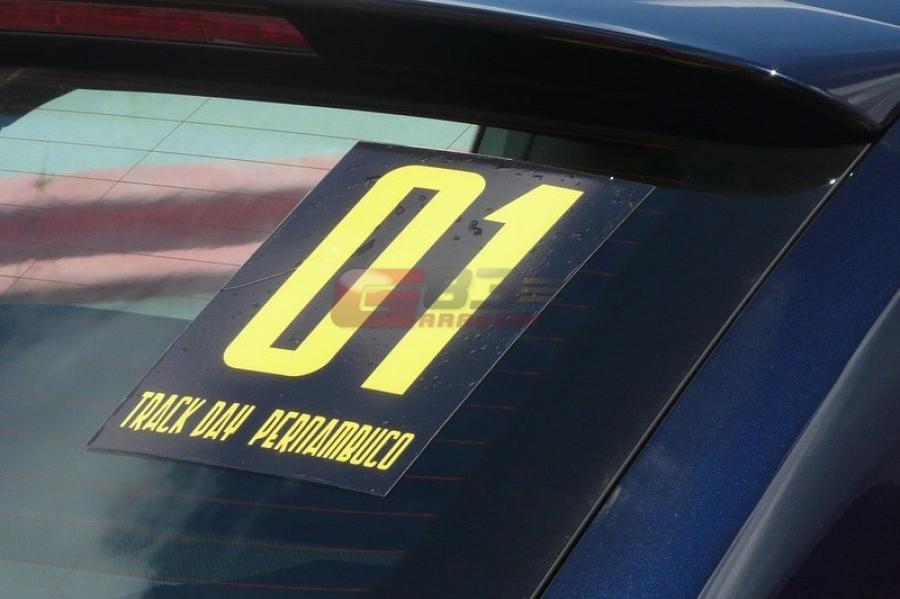 01
TRACK DAY PERNAMBUCO